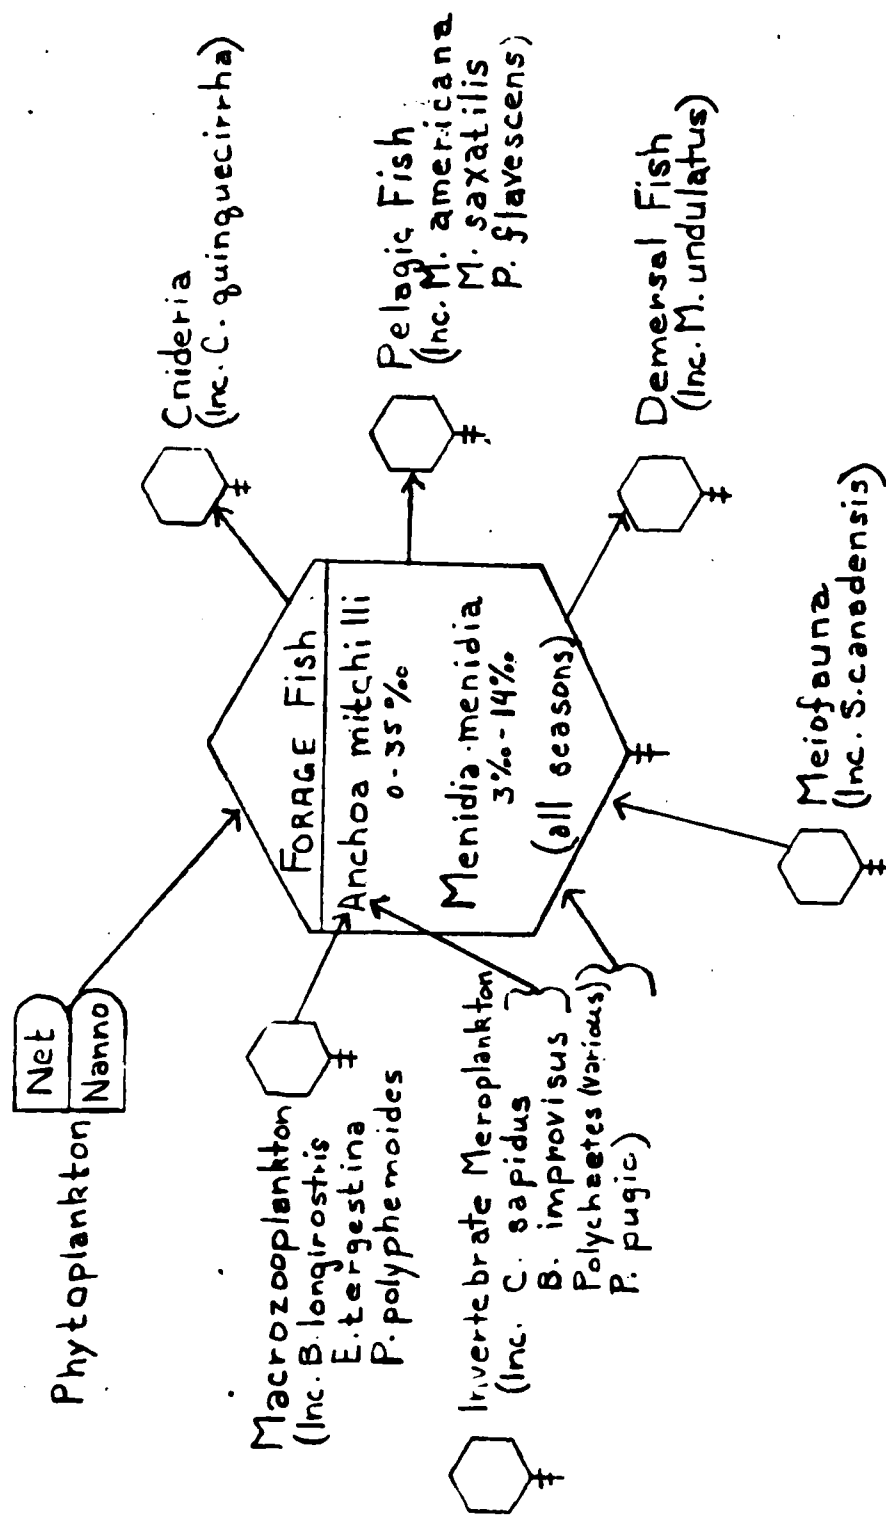 Phytoplankton
Net
Nanno
Macrozooplankton
(Inc. B. longirostris
E. tergestina
P. polyphemoides
Invertebrate Meroplankton
(Inc. C. sapidus
B. improvisus
Polychaetes (various)
P. pugic)
FORAGE FISH
Anchoa mitchilli
0-35‰
Menidia menidia
3‰-14‰
(all seasons)
Meiofauna
(Inc. S. canadensis)
Cnideria
(Inc. C. quinquecirrha)
Pelagic Fish
(Inc. M. americana
M. saxatilis
P. flavescens)
Demersal Fish
(Inc. M. undulatus)